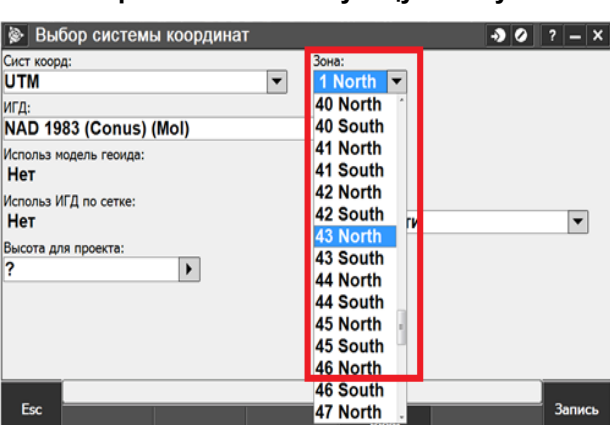 Выбор системы координат
? – ×
Сист коорд:
UTM
Зона:
1 North
ИГД:
NAD 1983 (Conus) (Mol)
Использ модель геоида:
Нет
Использ ИГД по сетке:
Нет
Высота для проекта:
?
40 North
40 South
41 North
41 South
42 North
42 South
43 North
43 South
44 North
44 South
45 North
45 South
46 North
46 South
47 North
Esc
Запись